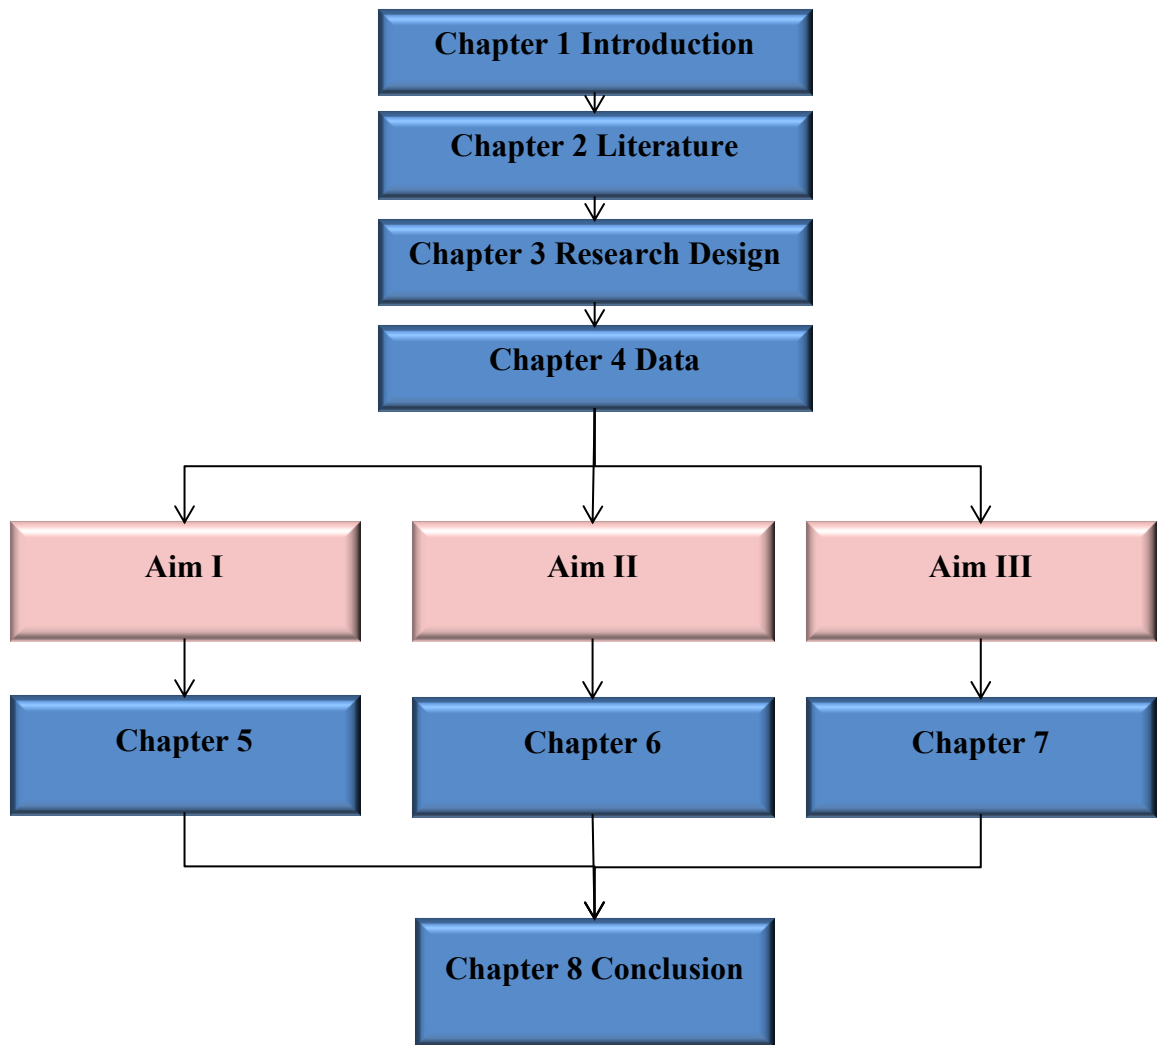 Chapter 1 Introduction
Chapter 2 Literature
Chapter 3 Research Design
Chapter 4 Data
Aim I
Aim II
Aim III
Chapter 5
Chapter 6
Chapter 7
Chapter 8 Conclusion